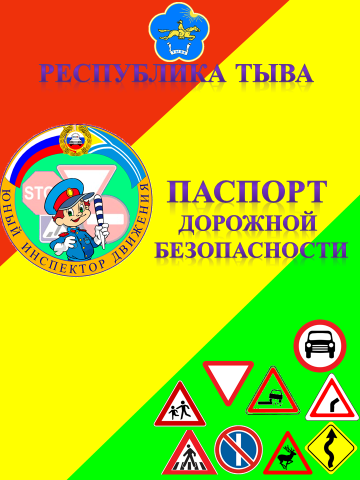 РЕСПУБЛИКА ТЫВА
STOP
ЮНЫЙ ИНСПЕКТОР ДВИЖЕНИЯ
ПАСПОРТ
ДОРОЖНОЙ
БЕЗОПАСНОСТИ